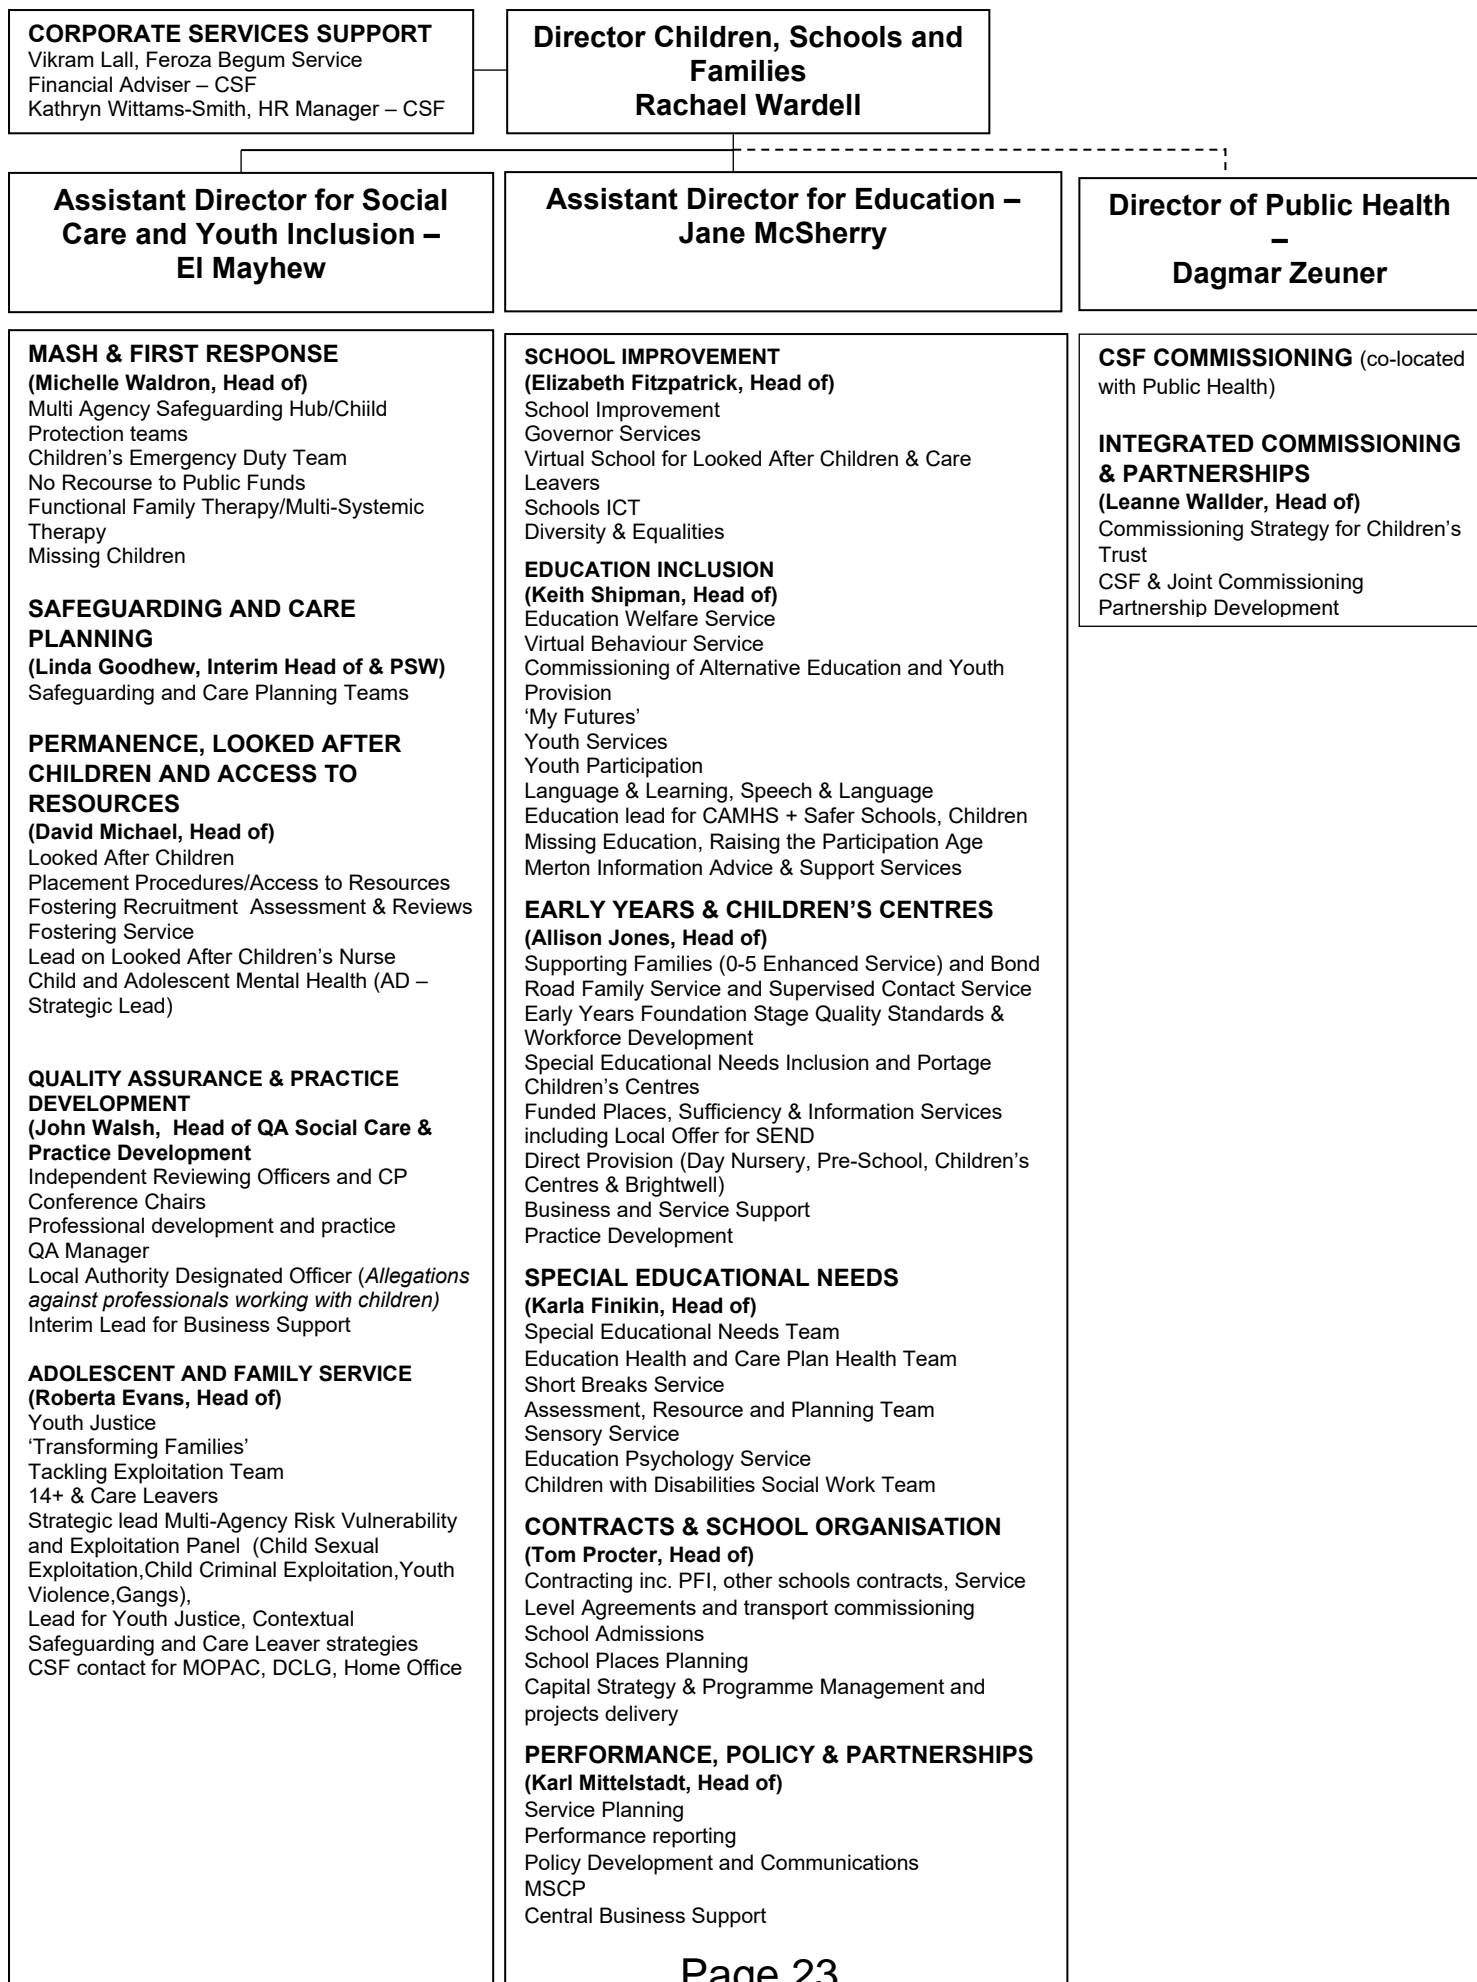 CORPORATE SERVICES SUPPORT
Vikram Lall, Feroza Begum Service
Financial Adviser – CSF
Kathryn Wittams-Smith, HR Manager – CSF
Director Children, Schools and
Families
Rachael Wardell
Assistant Director for Social
Care and Youth Inclusion –
El Mayhew
Assistant Director for Education –
Jane McSherry
Director of Public Health
–
Dagmar Zeuner
MASH & FIRST RESPONSE
(Michelle Waldron, Head of)
Multi Agency Safeguarding Hub/Chiild
Protection teams
Children’s Emergency Duty Team
No Recourse to Public Funds
Functional Family Therapy/Multi-Systemic
Therapy
Missing Children
SAFEGUARDING AND CARE
PLANNING
(Linda Goodhew, Interim Head of & PSW)
Safeguarding and Care Planning Teams
PERMANENCE, LOOKED AFTER
CHILDREN AND ACCESS TO
RESOURCES
(David Michael, Head of)
Looked After Children
Placement Procedures/Access to Resources
Fostering Recruitment  Assessment & Reviews
Fostering Service
Lead on Looked After Children’s Nurse
Child and Adolescent Mental Health (AD –
Strategic Lead)
QUALITY ASSURANCE & PRACTICE
DEVELOPMENT
(John Walsh,  Head of QA Social Care &
Practice Development
Independent Reviewing Officers and CP
Conference Chairs
Professional development and practice
QA Manager
Local Authority Designated Officer (Allegations
against professionals working with children)
Interim Lead for Business Support
ADOLESCENT AND FAMILY SERVICE
(Roberta Evans, Head of)
Youth Justice
‘Transforming Families’
Tackling Exploitation Team
14+ & Care Leavers
Strategic lead Multi-Agency Risk Vulnerability
and Exploitation Panel  (Child Sexual
Exploitation,Child Criminal Exploitation,Youth
Violence,Gangs),
Lead for Youth Justice, Contextual
Safeguarding and Care Leaver strategies
CSF contact for MOPAC, DCLG, Home Office
SCHOOL IMPROVEMENT
(Elizabeth Fitzpatrick, Head of)
School Improvement
Governor Services
Virtual School for Looked After Children & Care
Leavers
Schools ICT
Diversity & Equalities
EDUCATION INCLUSION
(Keith Shipman, Head of)
Education Welfare Service
Virtual Behaviour Service
Commissioning of Alternative Education and Youth
Provision
‘My Futures’
Youth Services
Youth Participation
Language & Learning, Speech & Language
Education lead for CAMHS + Safer Schools, Children
Missing Education, Raising the Participation Age
Merton Information Advice & Support Services
EARLY YEARS & CHILDREN’S CENTRES
(Allison Jones, Head of)
Supporting Families (0-5 Enhanced Service) and Bond
Road Family Service and Supervised Contact Service
Early Years Foundation Stage Quality Standards &
Workforce Development
Special Educational Needs Inclusion and Portage
Children’s Centres
Funded Places, Sufficiency & Information Services
including Local Offer for SEND
Direct Provision (Day Nursery, Pre-School, Children’s
Centres & Brightwell)
Business and Service Support
Practice Development
SPECIAL EDUCATIONAL NEEDS
(Karla Finikin, Head of)
Special Educational Needs Team
Education Health and Care Plan Health Team
Short Breaks Service
Assessment, Resource and Planning Team
Sensory Service
Education Psychology Service
Children with Disabilities Social Work Team
CONTRACTS & SCHOOL ORGANISATION
(Tom Procter, Head of)
Contracting inc. PFI, other schools contracts, Service
Level Agreements and transport commissioning
School Admissions
School Places Planning
Capital Strategy & Programme Management and
projects delivery
PERFORMANCE, POLICY & PARTNERSHIPS
(Karl Mittelstadt, Head of)
Service Planning
Performance reporting
Policy Development and Communications
MSCP
Central Business Support
CSF COMMISSIONING (co-located
with Public Health)
INTEGRATED COMMISSIONING
& PARTNERSHIPS
(Leanne Wallder, Head of)
Commissioning Strategy for Children’s
Trust
CSF & Joint Commissioning
Partnership Development
Page 23